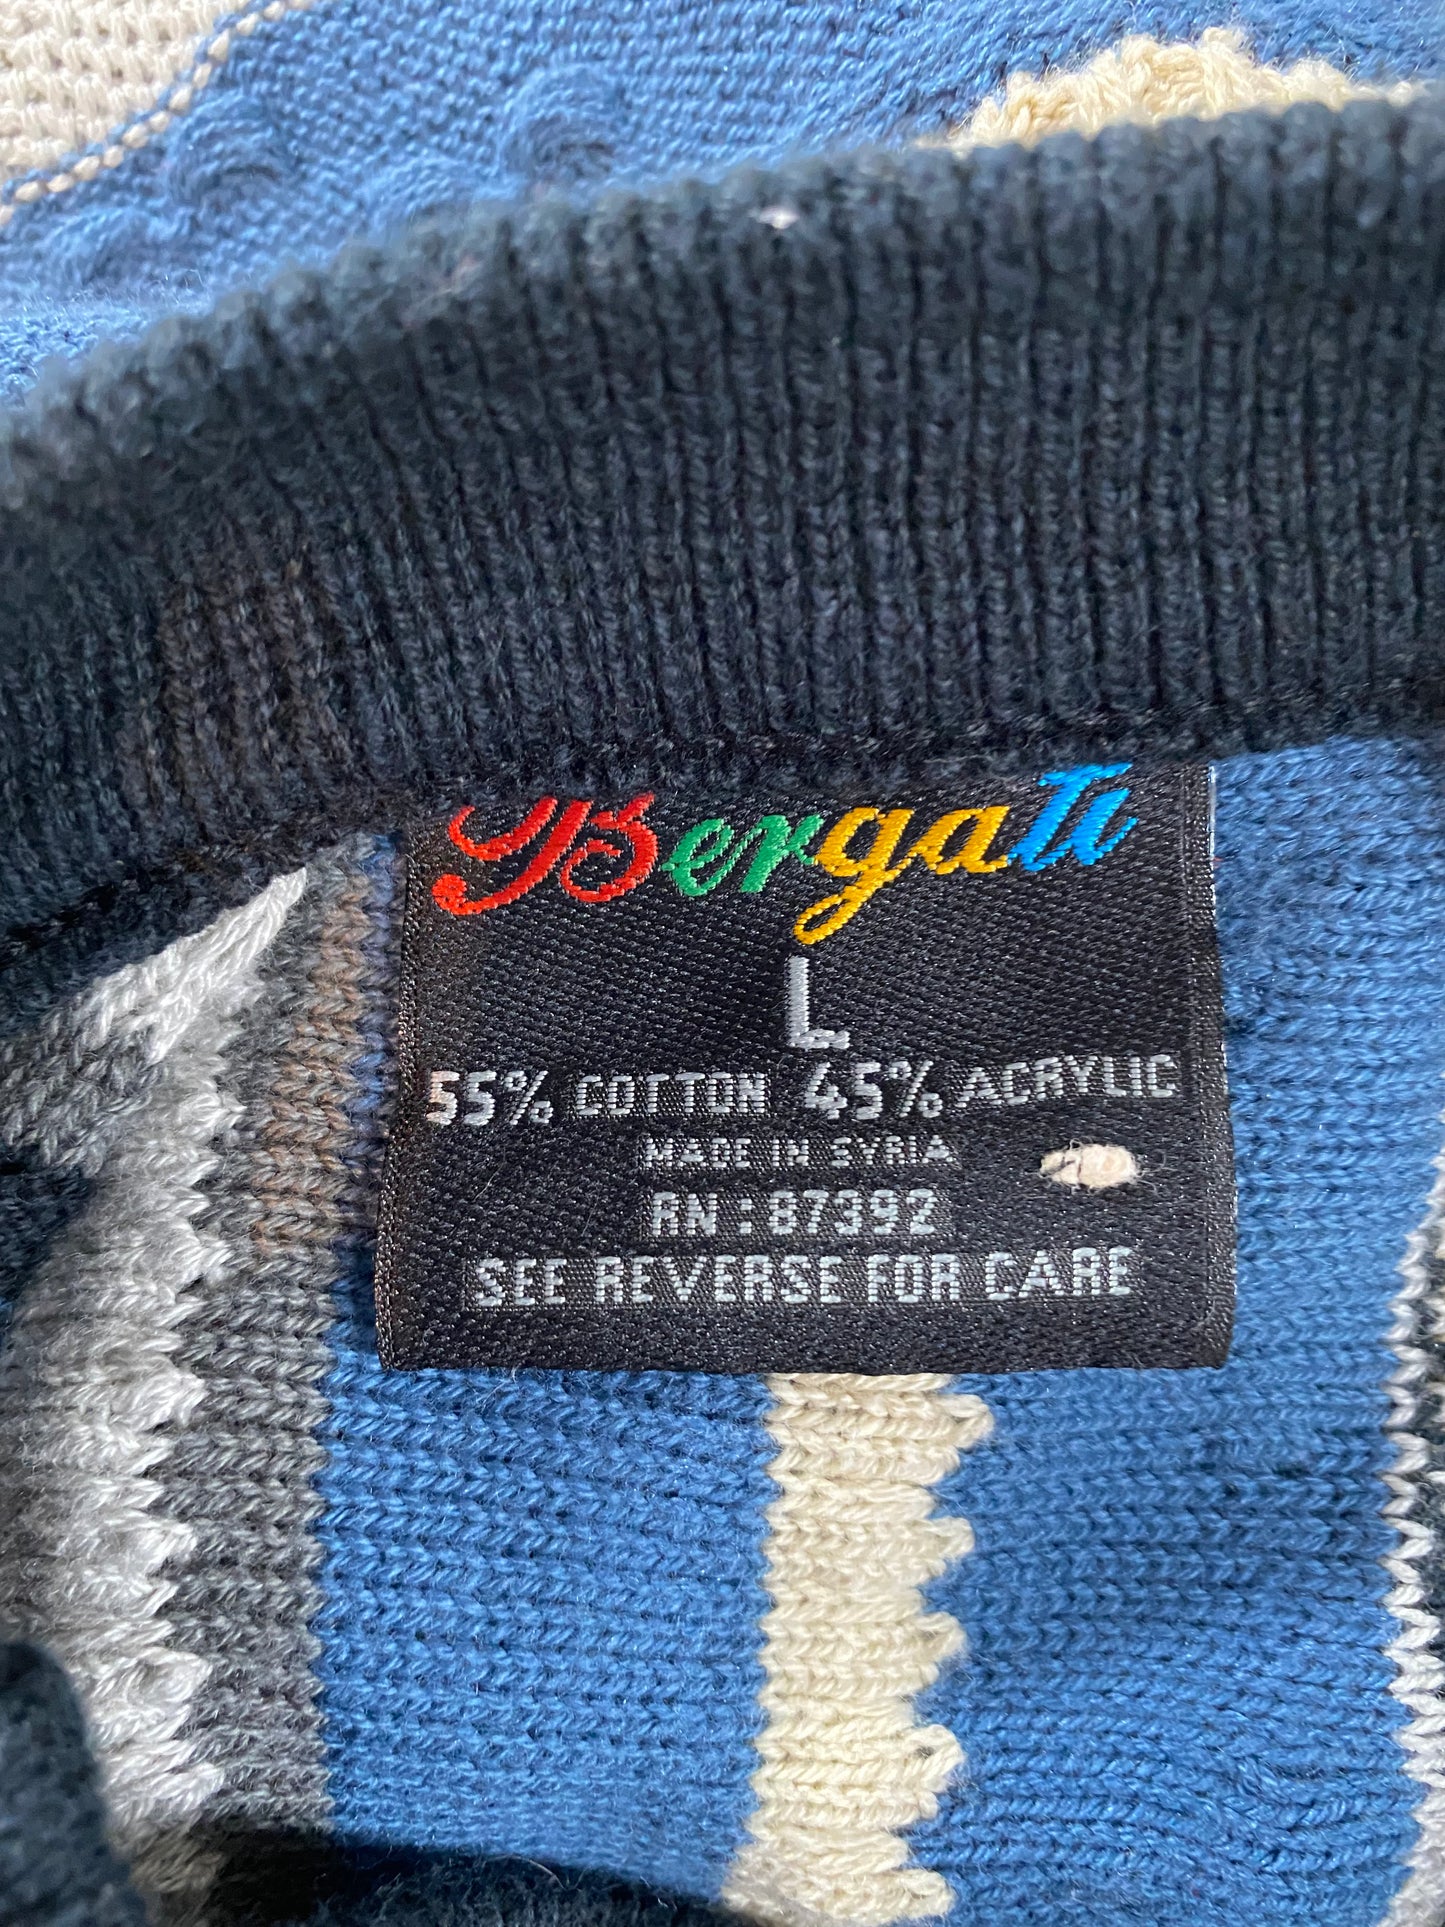 Bergati
L
55% COTTON 45% ACRYLIC
MADE IN SYRIA
RN : 87392
SEE REVERSE FOR CARE